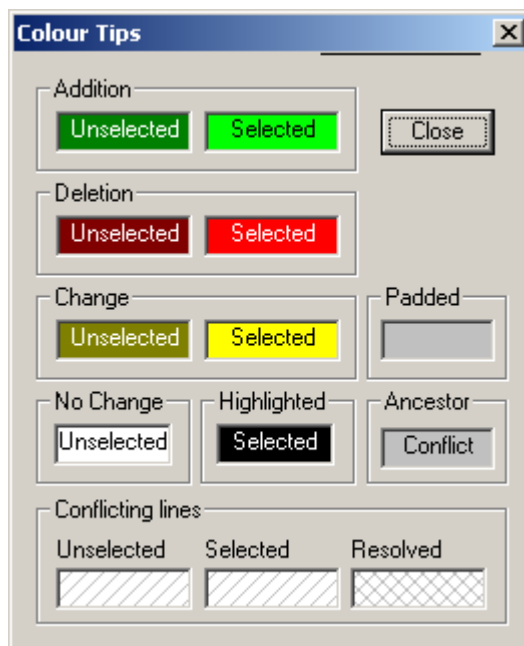 Colour Tips
Addition
Unselected Selected
Close
Deletion
Unselected Selected
Change
Unselected Selected
Padded
No Change
Unselected
Highlighted
Selected
Ancestor
Conflict
Conflicting lines
Unselected Selected Resolved